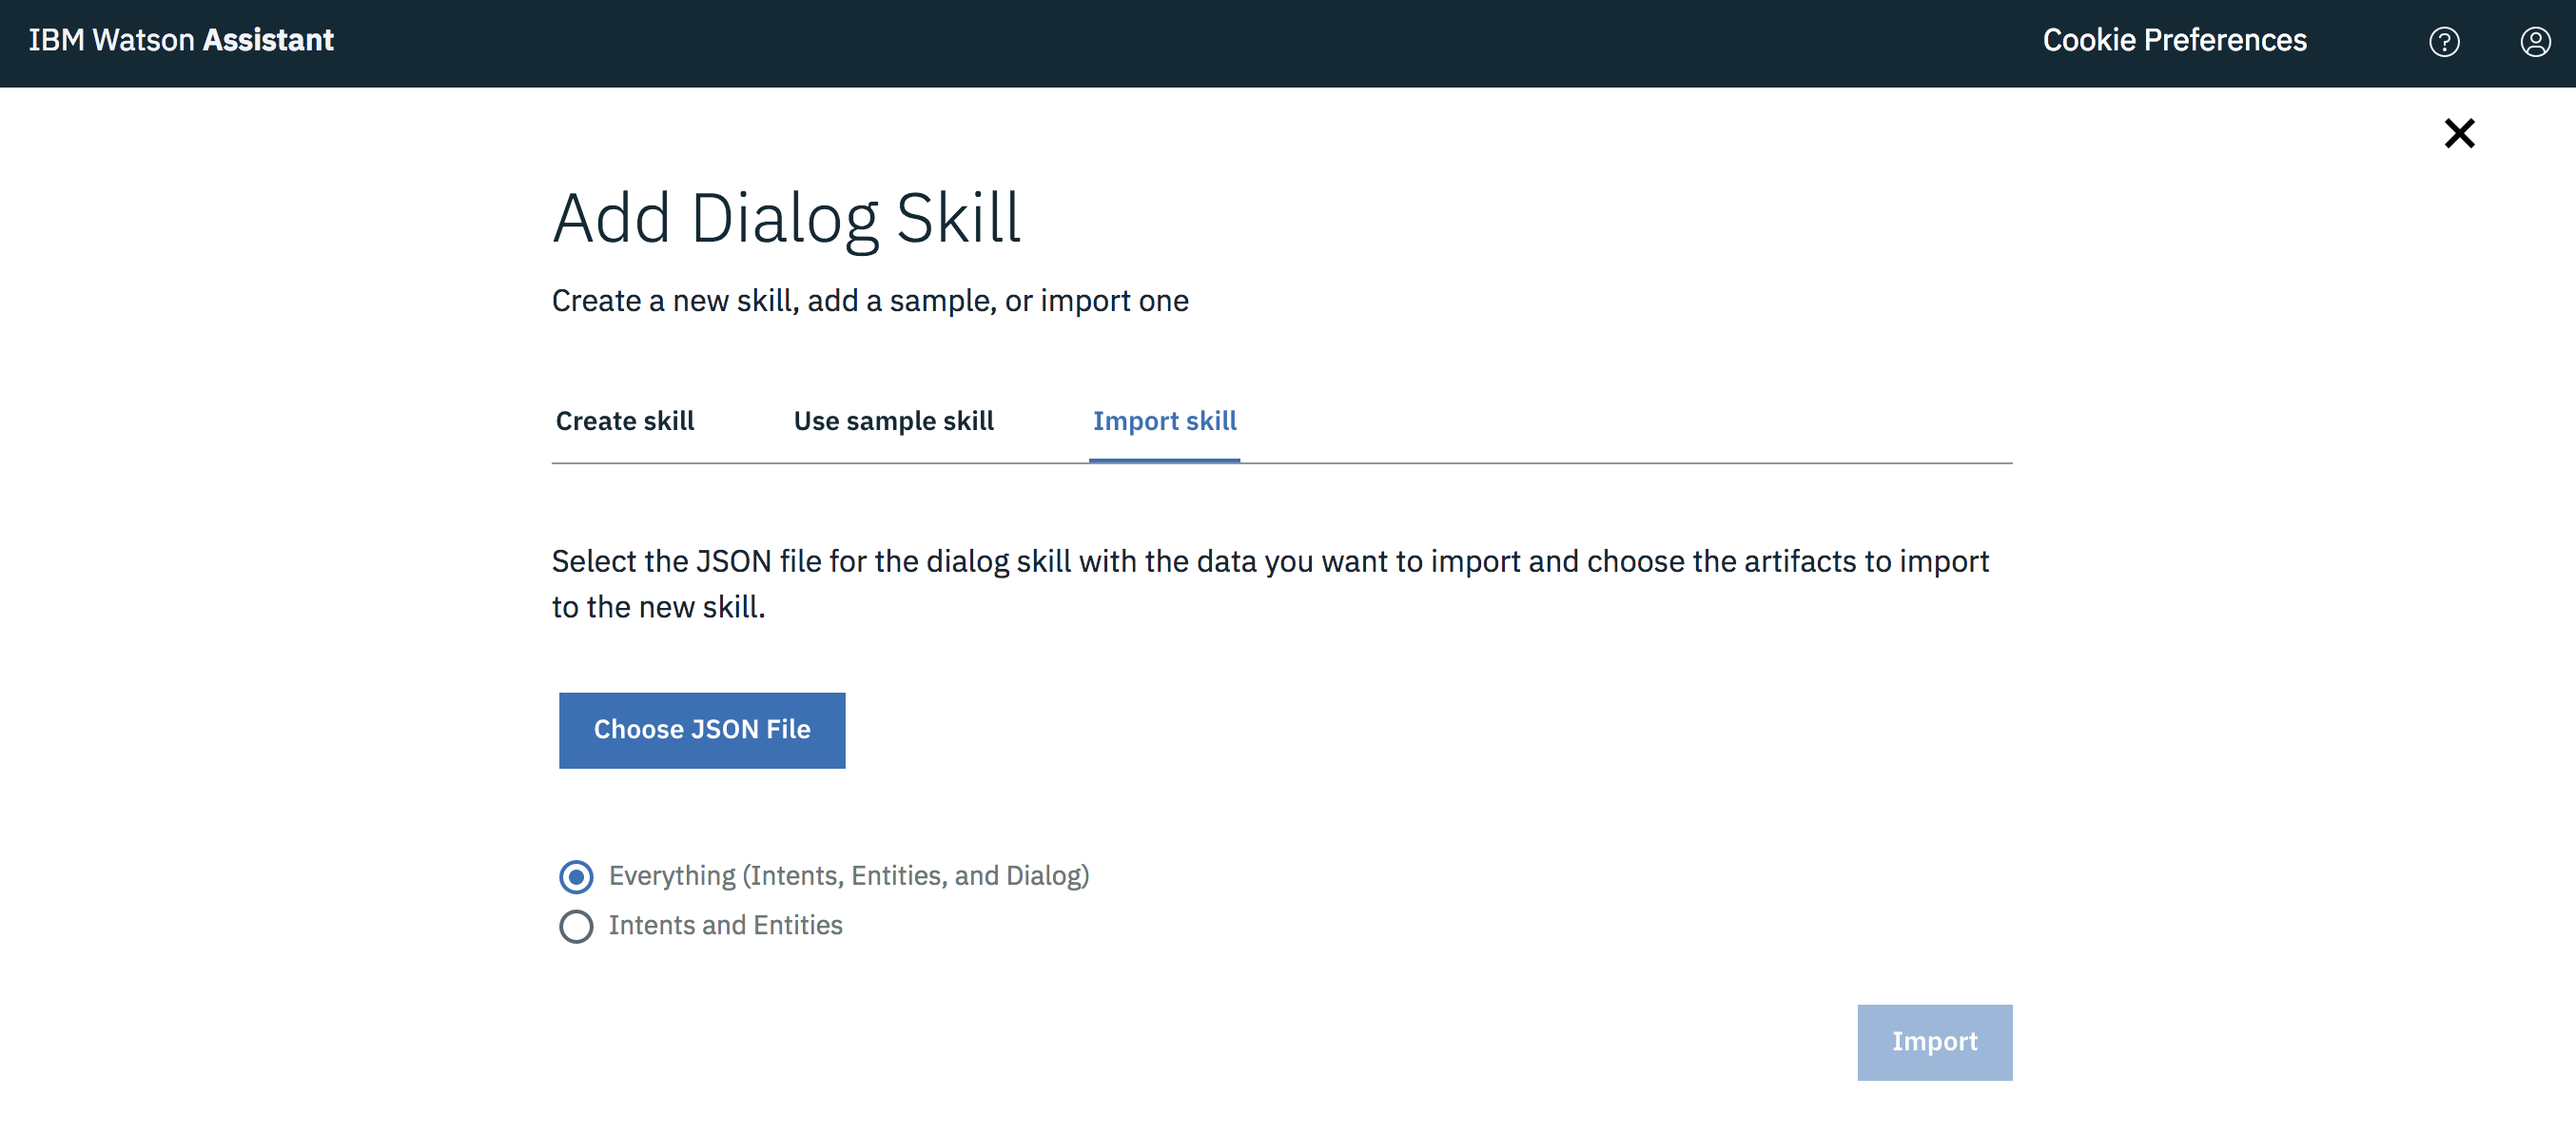 IBM Watson Assistant
Cookie Preferences
Add Dialog Skill
Create a new skill, add a sample, or import one
Create skill
Use sample skill
Import skill
Select the JSON file for the dialog skill with the data you want to import and choose the artifacts to import
to the new skill.
Choose JSON File
Everything (Intents, Entities, and Dialog)
Intents and Entities
Import